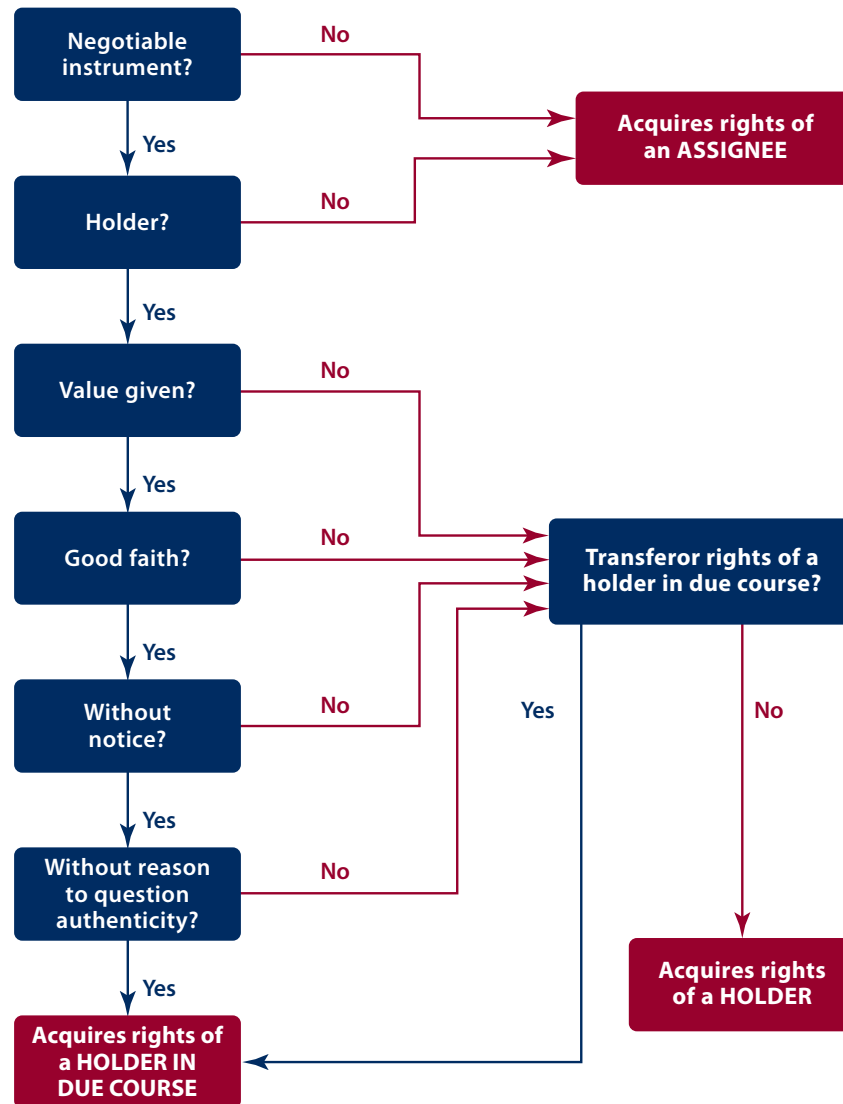 Negotiable
instrument?
No
Acquires rights of
an ASSIGNEE
Yes
Holder?
No
Yes
Value given?
No
Yes
Good faith?
No
Transferor rights of a
holder in due course?
Yes
Without
notice?
No
Yes
No
Yes
Without reason
to question
authenticity?
No
Acquires rights
of a HOLDER
Yes
Acquires rights of
a HOLDER IN
DUE COURSE